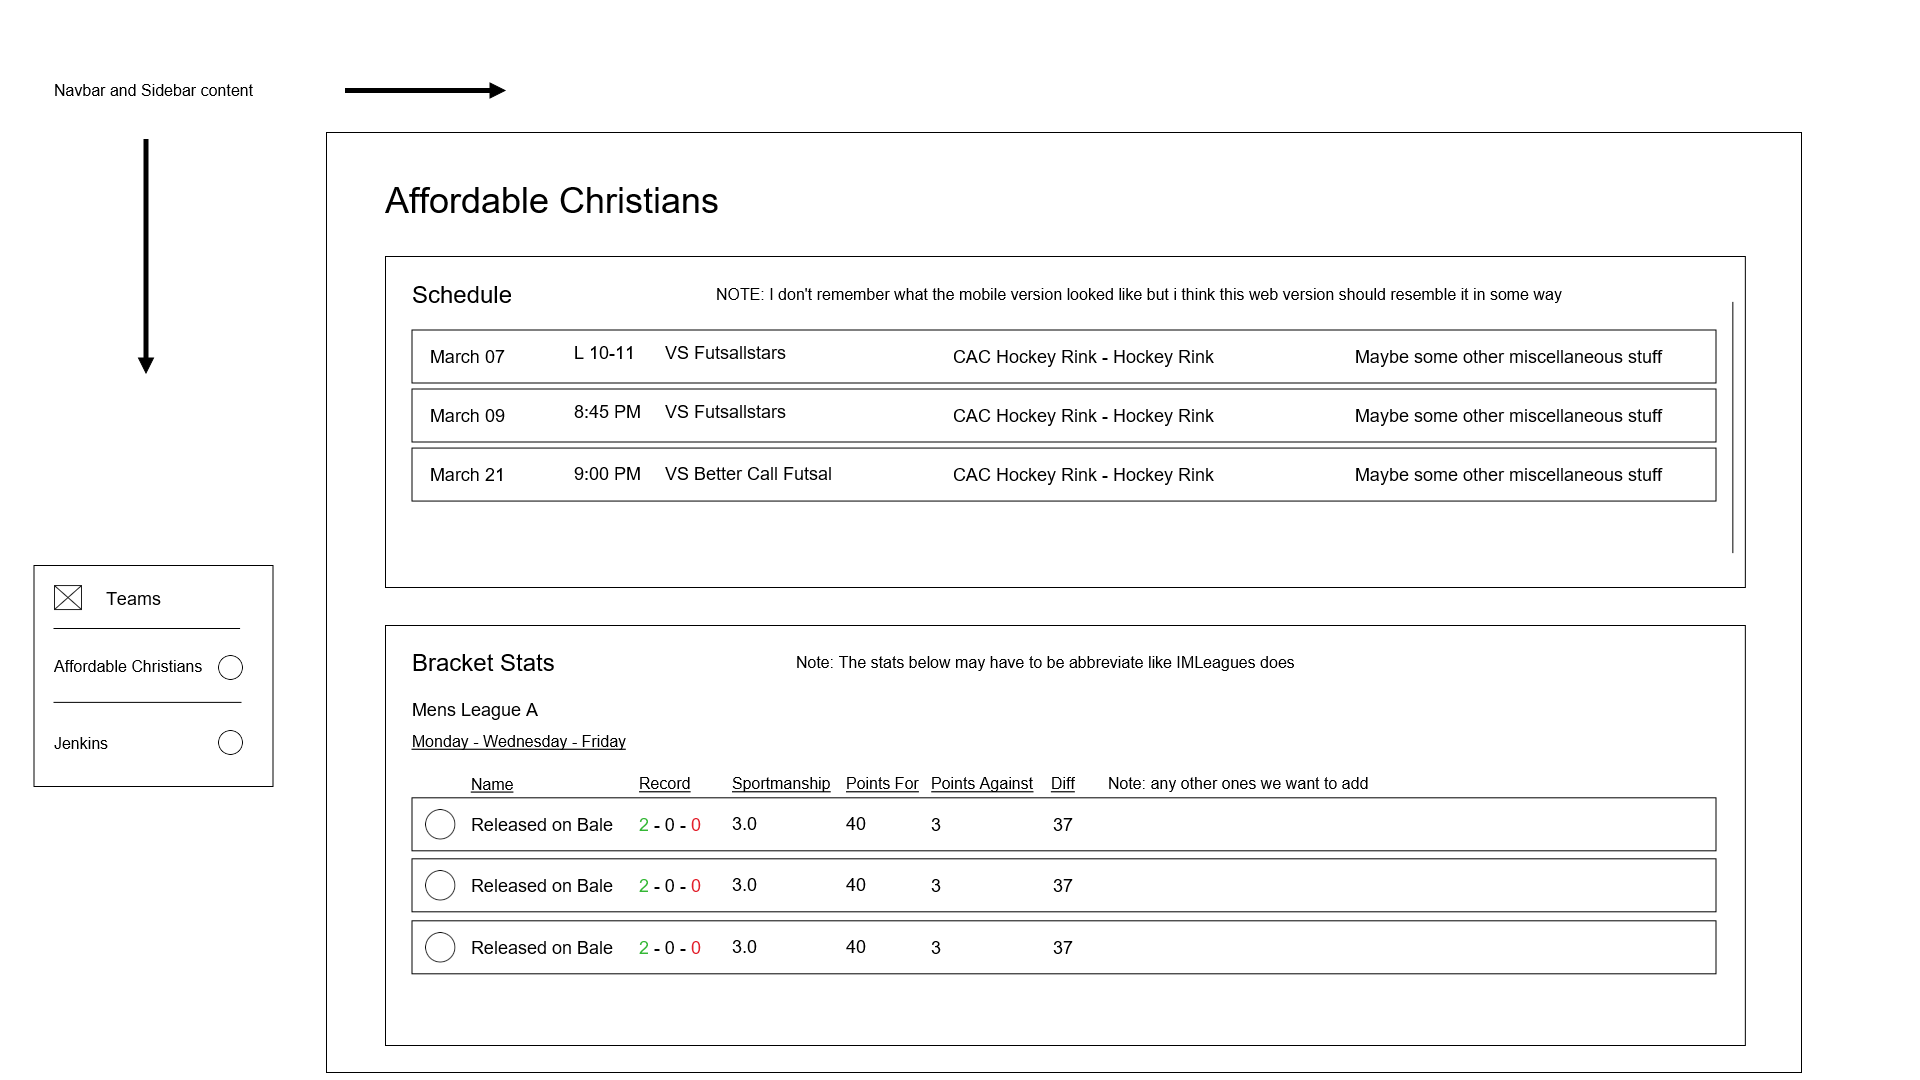 Navbar and Sidebar content
Affordable Christians
Schedule NOTE: I don't remember what the mobile version looked like but i think this web version should resemble it in some way
March 07 L 10-11 VS Futsallstars CAC Hockey Rink - Hockey Rink Maybe some other miscellaneous stuff
March 09 8:45 PM VS Futsallstars CAC Hockey Rink - Hockey Rink Maybe some other miscellaneous stuff
March 21 9:00 PM VS Better Call Futsal CAC Hockey Rink - Hockey Rink Maybe some other miscellaneous stuff
Teams
Affordable Christians
Jenkins
Bracket Stats Note: The stats below may have to be abbreviate like IMLeagues does
Mens League A
Monday - Wednesday - Friday
Name Record Sportmanship Points For Points Against Diff Note: any other ones we want to add
Released on Bale 2 - 0 - 0 3.0 40 3 37
Released on Bale 2 - 0 - 0 3.0 40 3 37
Released on Bale 2 - 0 - 0 3.0 40 3 37